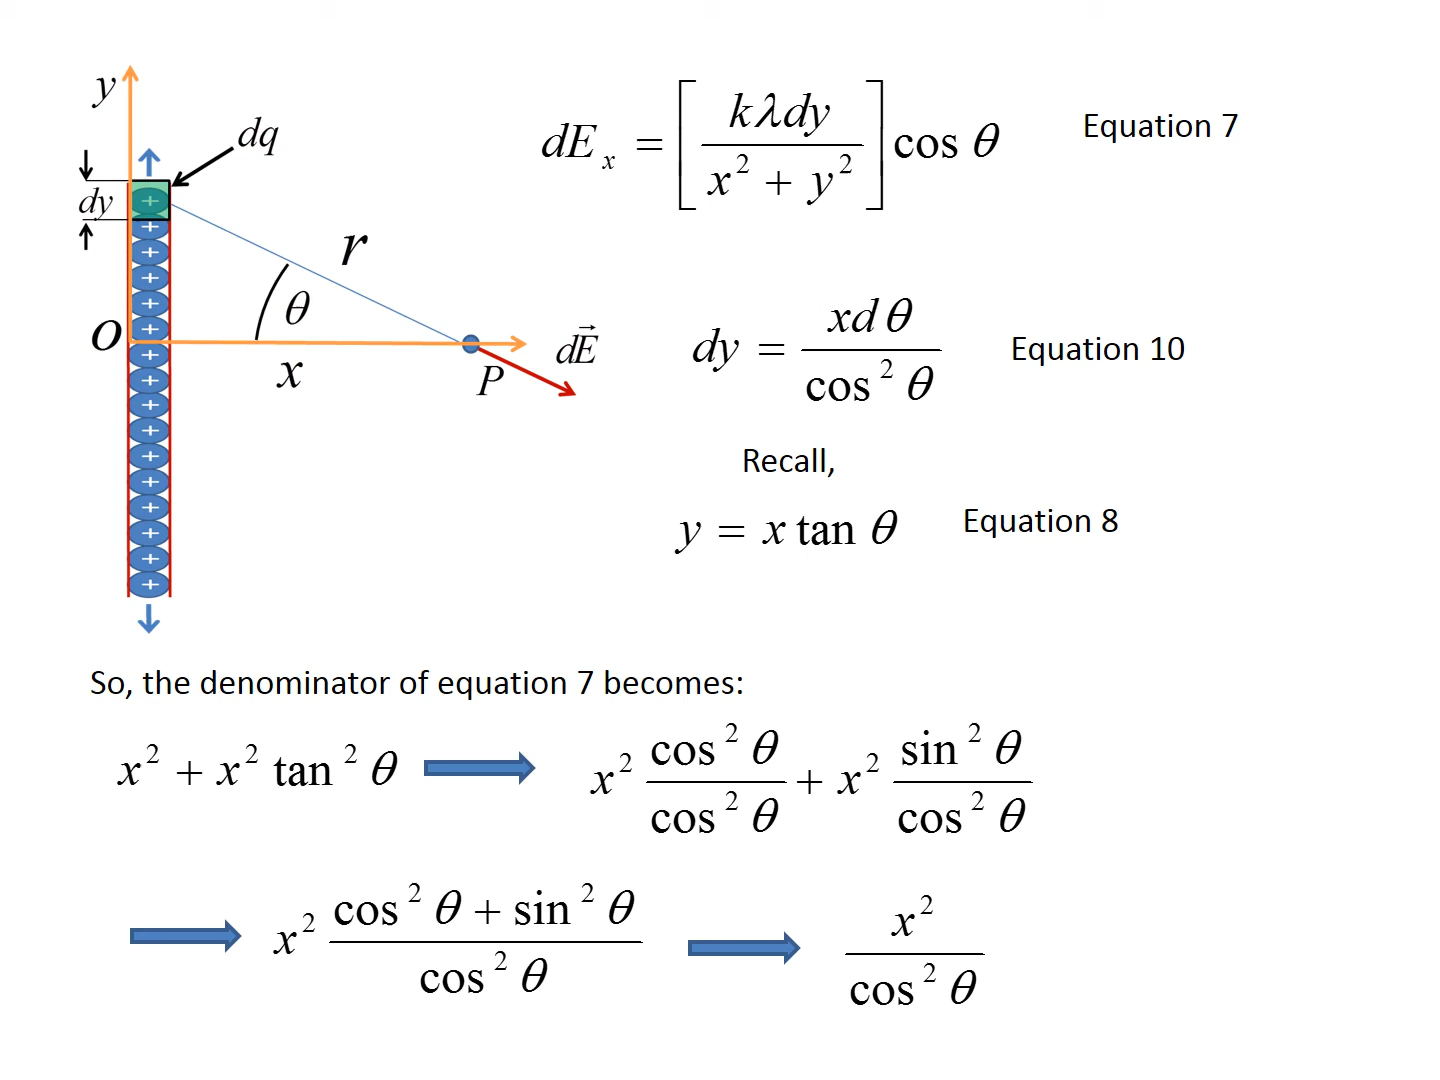 y
dq
dy
r
θ
O
x
P
dE⃗
dE_x = [kλdy / (x² + y²)] cos θ Equation 7
dy = xdθ / cos² θ Equation 10
Recall,
y = x tan θ Equation 8
So, the denominator of equation 7 becomes:
x² + x² tan² θ x² cos² θ / cos² θ + x² sin² θ / cos² θ
x² (cos² θ + sin² θ) / cos² θ x² / cos² θ